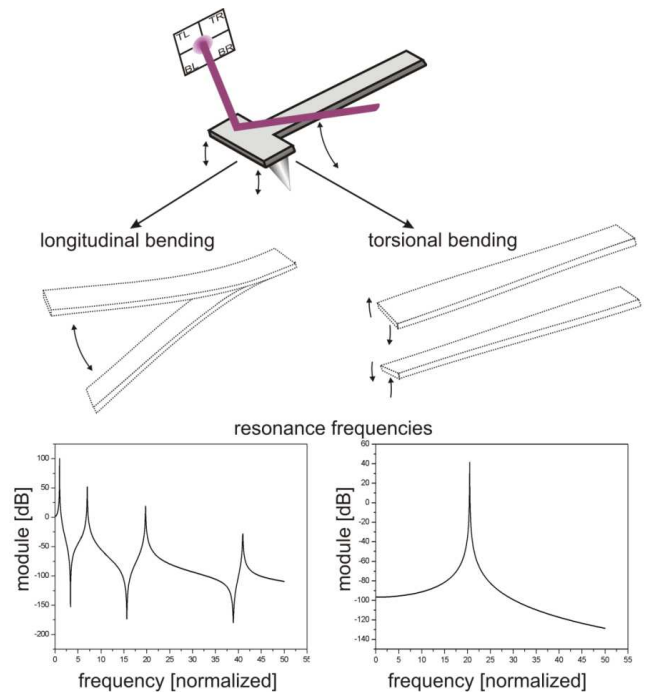 TL TR
BL BR
longitudinal bending
torsional bending
resonance frequencies
module [dB]
100
50
0
-50
-100
-150
-200
0 5 10 15 20 25 30 35 40 45 50 55
frequency [normalized]
module [dB]
60
40
20
0
-20
-40
-60
-80
-100
-120
-140
0 5 10 15 20 25 30 35 40 45 50 55
frequency [normalized]